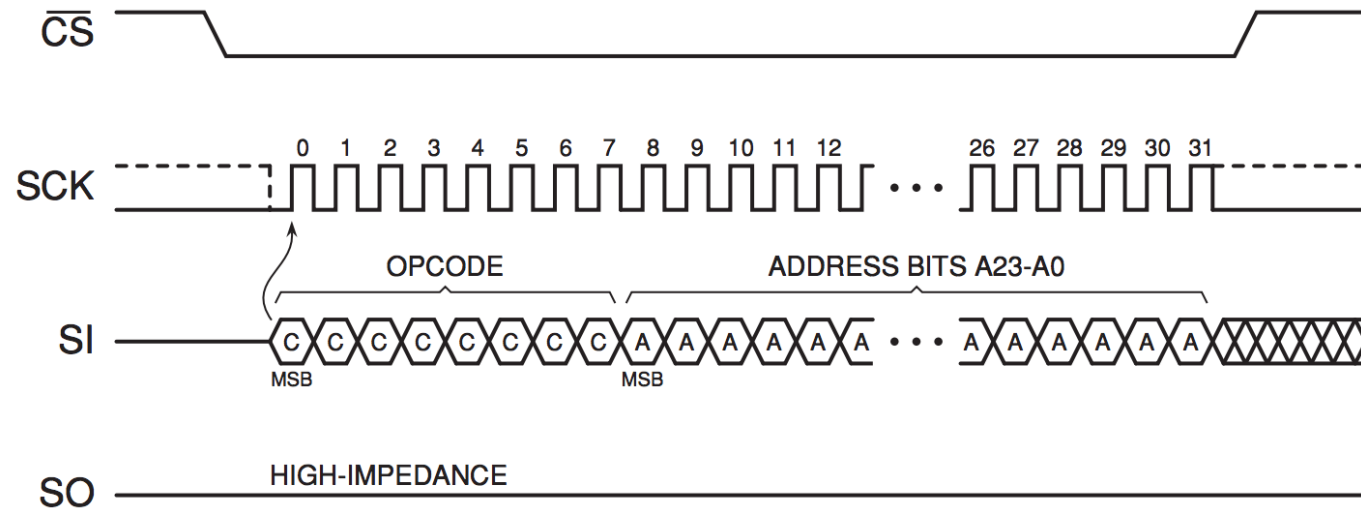 CS
0 1 2 3 4 5 6 7 8 9 10 11 12 26 27 28 29 30 31
SCK
OPCODE ADDRESS BITS A23-A0
SI C C C C C C C C A A A A A A • • • A A A A A A
MSB MSB
HIGH-IMPEDANCE
SO